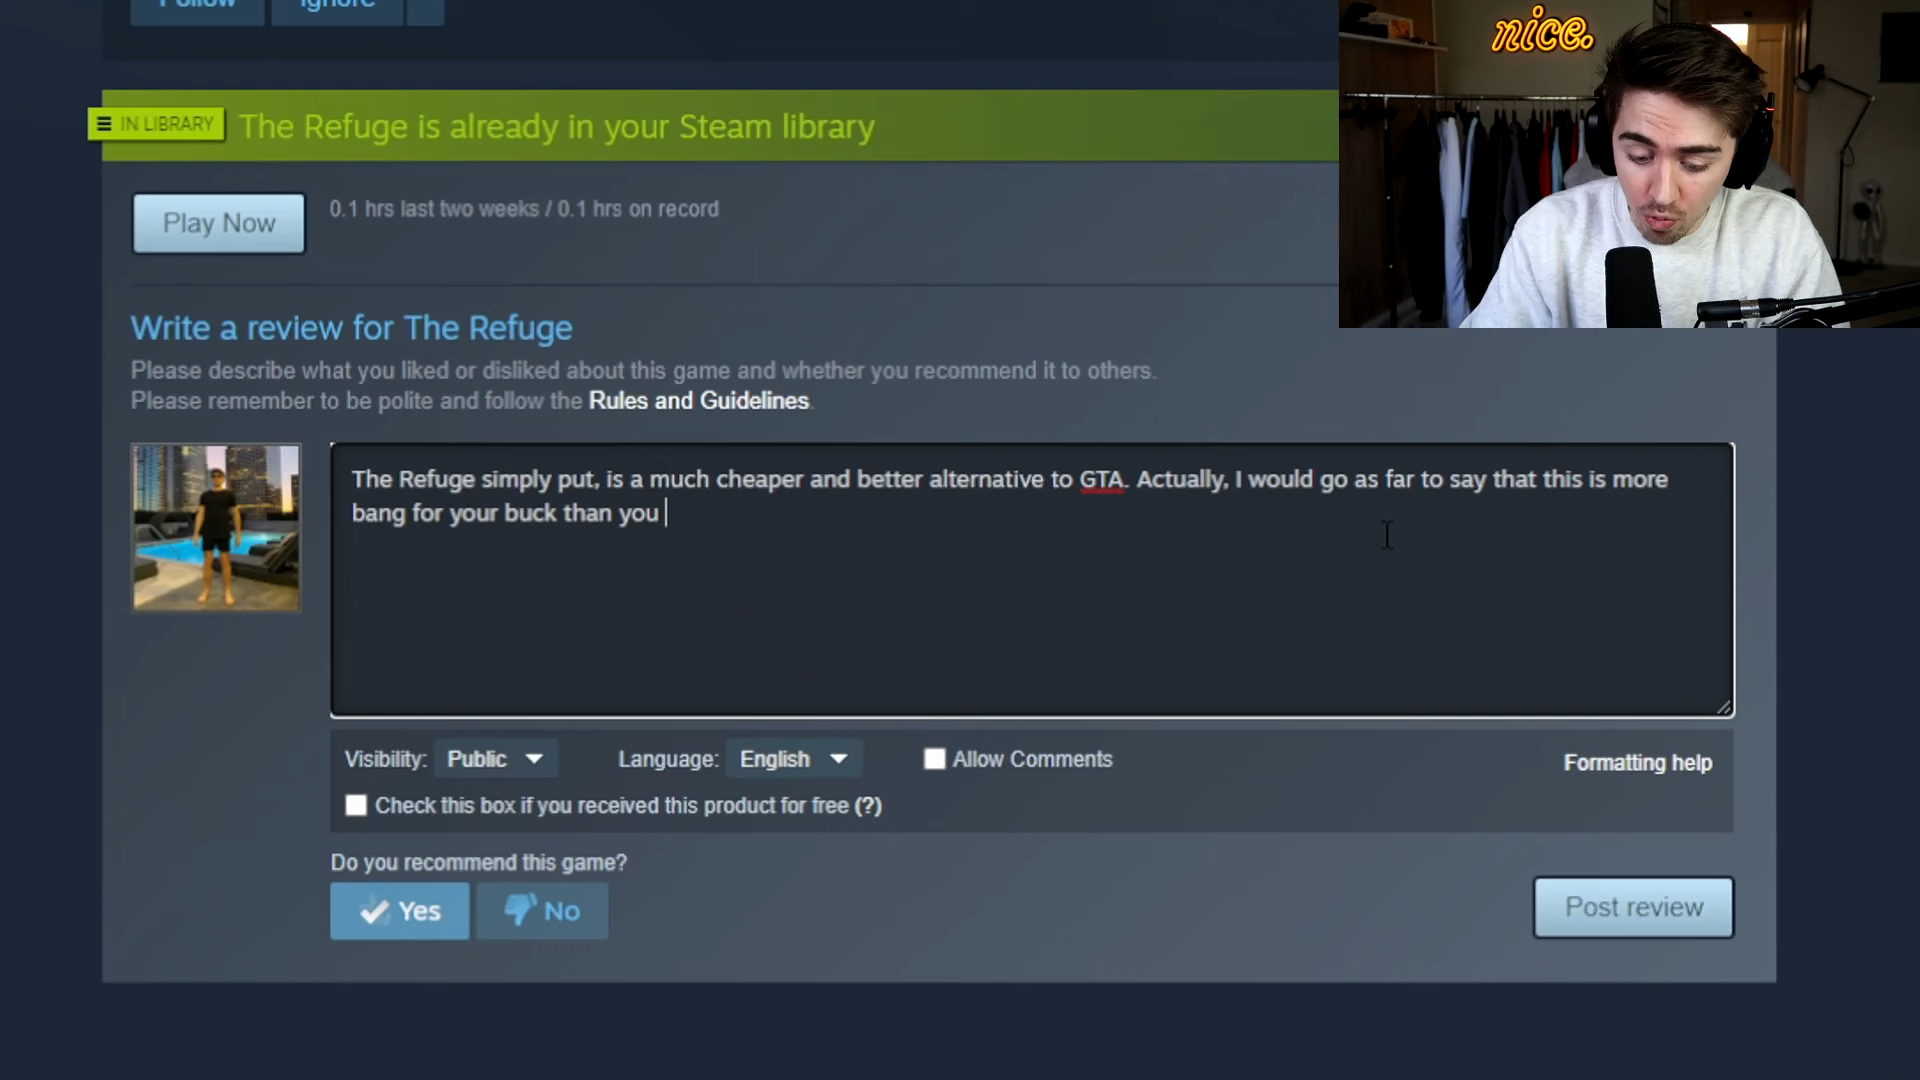 Follow
Ignore
nice.
IN LIBRARY
The Refuge is already in your Steam library
Play Now
0.1 hrs last two weeks / 0.1 hrs on record
Write a review for The Refuge
Please describe what you liked or disliked about this game and whether you recommend it to others.
Please remember to be polite and follow the Rules and Guidelines.
The Refuge simply put, is a much cheaper and better alternative to GTA. Actually, I would go as far to say that this is more
bang for your buck than you
Visibility: Public
Language: English
Allow Comments
Formatting help
Check this box if you received this product for free (?)
Do you recommend this game?
Yes
No
Post review